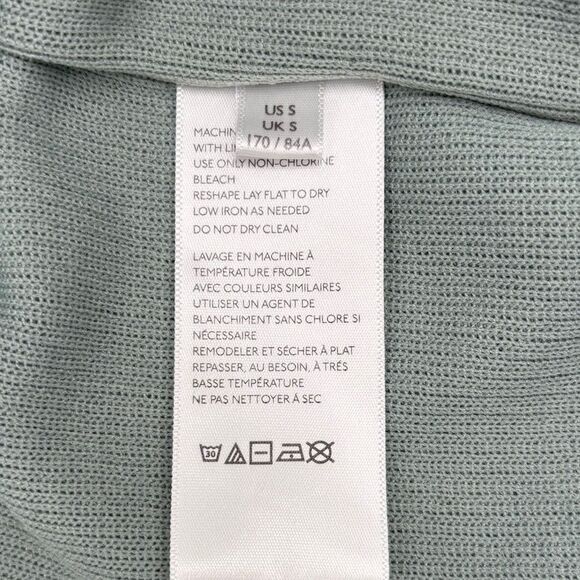 US S
UK S
170 / 84A
MACHIN
WITH LI
USE ONLY NON-CHLORINE
BLEACH
RESHAPE LAY FLAT TO DRY
LOW IRON AS NEEDED
DO NOT DRY CLEAN
LAVAGE EN MACHINE À
TEMPÉRATURE FROIDE
AVEC COULEURS SIMILAIRES
UTILISER UN AGENT DE
BLANCHIMENT SANS CHLORE SI
NÉCESSAIRE
REMODELER ET SÉCHER À PLAT
REPASSER, AU BESOIN, À TRÉS
BASSE TEMPÉRATURE
NE PAS NETTOYER À SEC
30